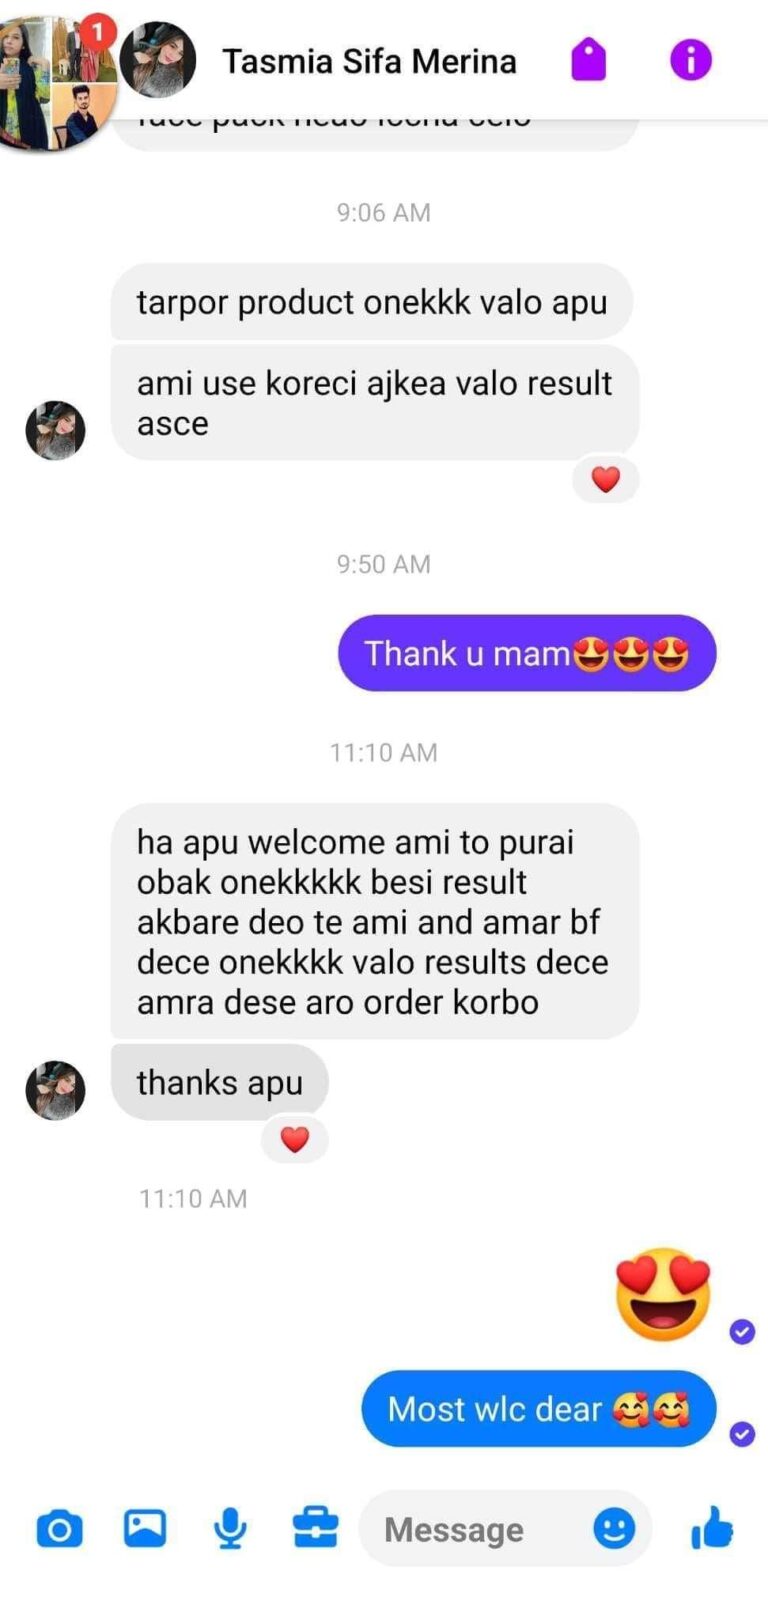 1
Tasmia Sifa Merina
face pack
9:06 AM
tarpor product onekkk valo apu
ami use koreci ajkea valo result
asce
9:50 AM
Thank u mam😍😍😍
11:10 AM
ha apu welcome ami to purai
obak onekkkkk besi result
akbare deo te ami and amar bf
dece onekkkk valo results dece
amra dese aro order korbo
thanks apu
11:10 AM
Most wlc dear 🥰🥰
Message